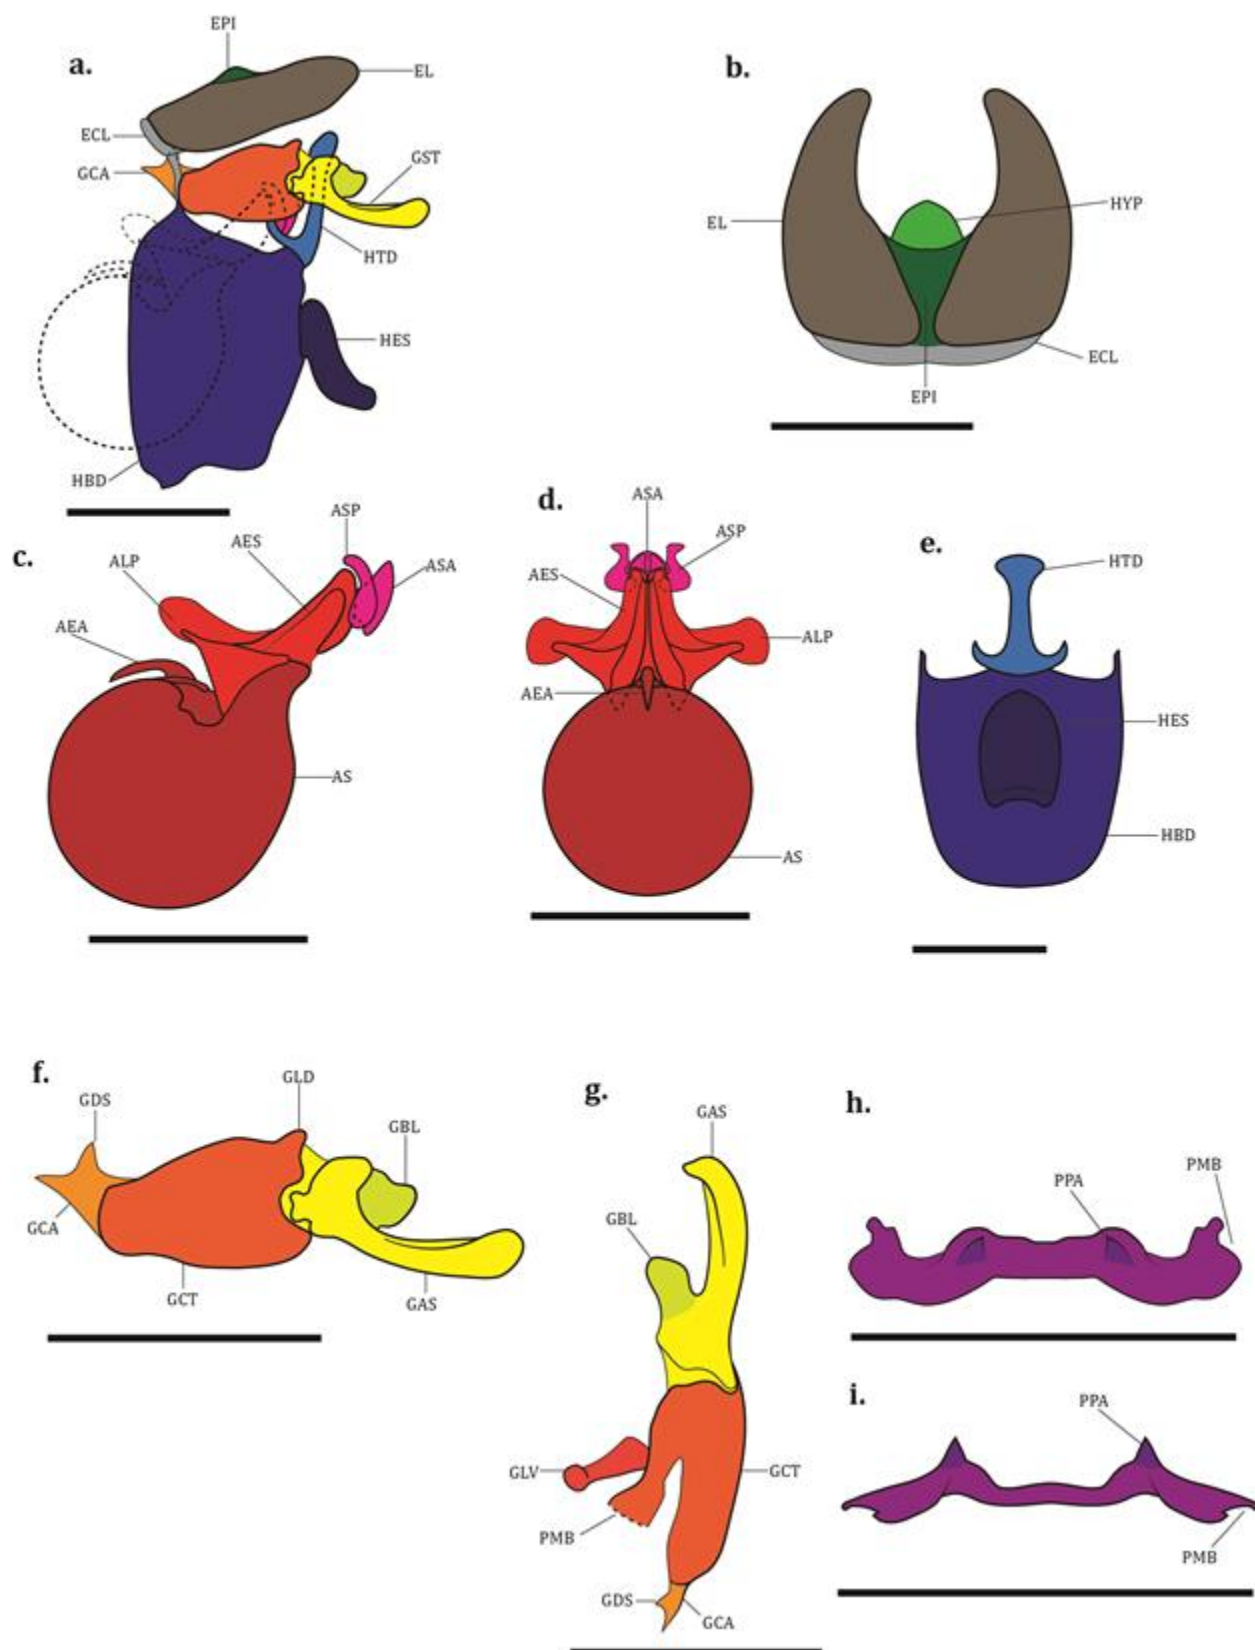 a.
EPI
EL
ECL
GCA
GST
HTD
HES
HBD
b.
EL
HYP
ECL
EPI
c.
ASP
AES
ALP
ASA
AEA
AS
d.
ASA
ASP
AES
ALP
AEA
AS
e.
HTD
HES
HBD
f.
GLD
GDS
GBL
GCA
GCT
GAS
g.
GAS
GBL
GLV
GCT
PMB
GDS
GCA
h.
PMB
PPA
i.
PPA
PMB